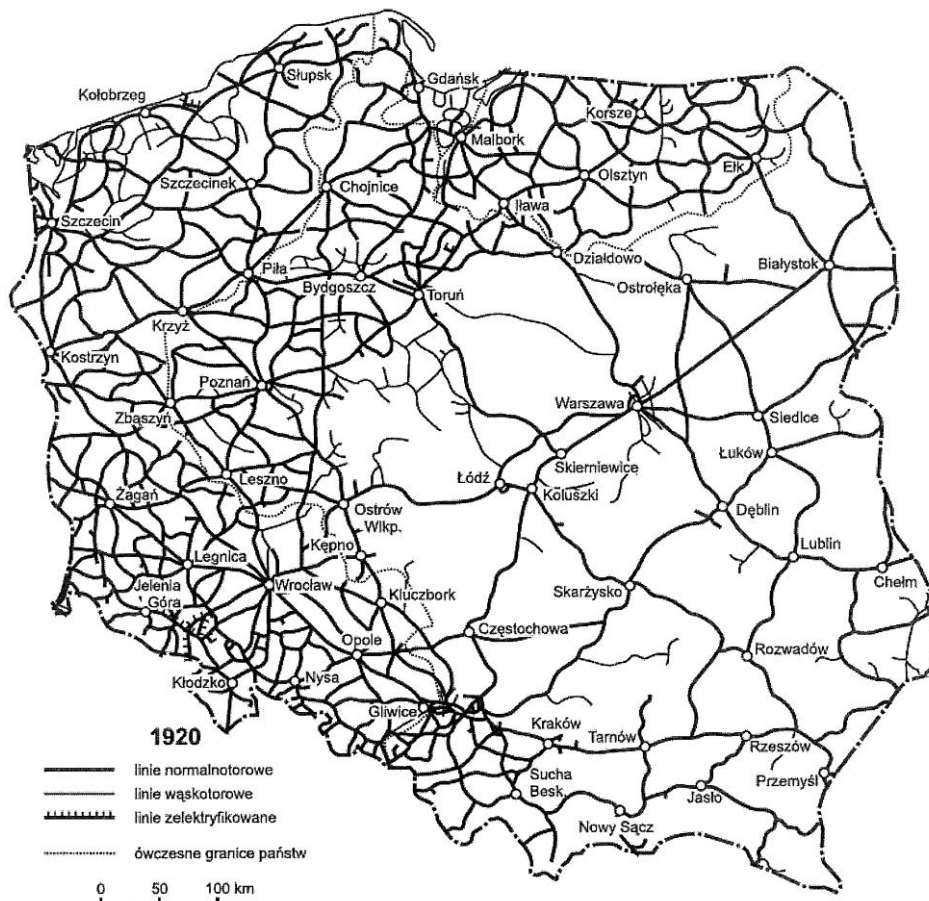 Słupsk
Gdańsk
Kołobrzeg
Korsze
Malbork
Ełk
Szczecinek
Chojnice
Olsztyn
Iława
Szczecin
Działdowo
Białystok
Piła
Bydgoszcz
Ostrołęka
Toruń
Krzyż
Kostrzyn
Poznań
Warszawa
Zbąszyń
Siedlce
Skierniewice
Łuków
Leszno
Łódź
Koluszki
Żagań
Ostrów
Wlkp.
Dęblin
Kępno
Legnica
Lublin
Jelenia
Góra
Wrocław
Kluczbork
Skarżysko
Chełm
Częstochowa
Opole
Rozwadów
Kłodzko
Nysa
Gliwice
Kraków
Tarnów
Rzeszów
Sucha
Besk.
Jasło
Przemyśl
Nowy Sącz
1920
linie normalnotorowe
linie wąskotorowe
linie zelektryfikowane
ówczesne granice państw
0 50 100 km